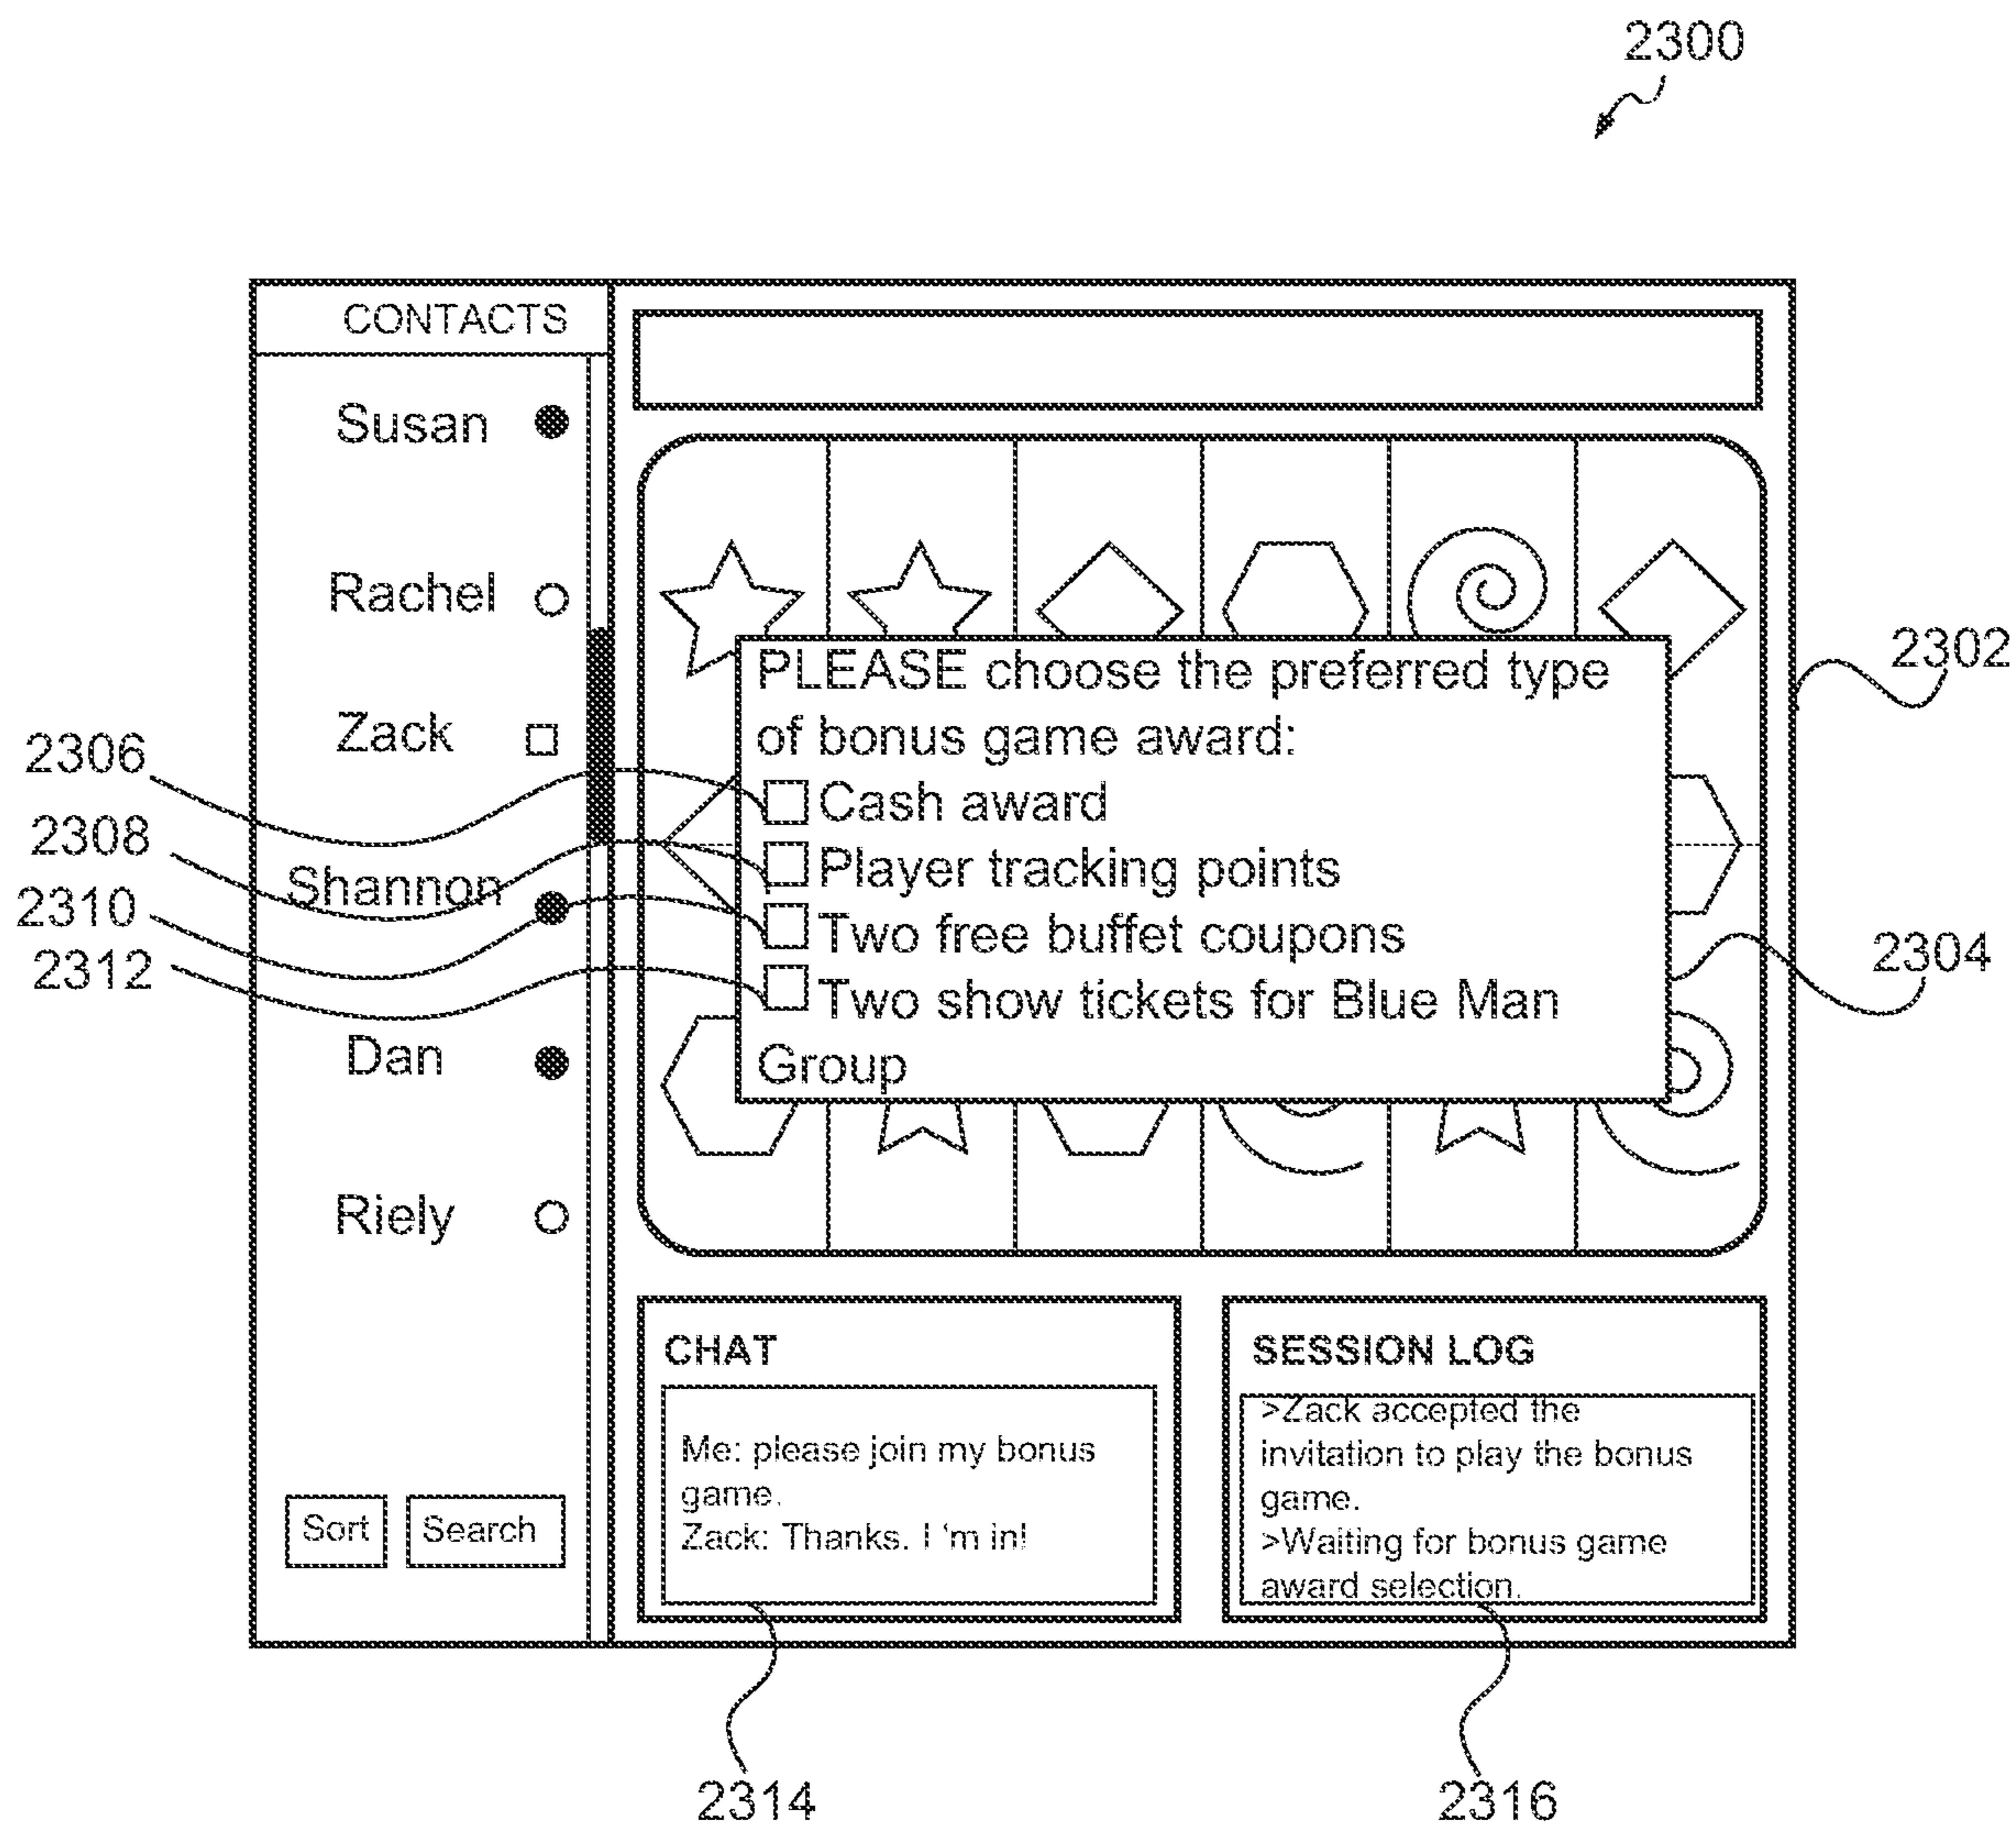 2300
CONTACTS
Susan
Rachel
Zack
Shannon
Dan
Riely
Sort
Search
2306
2308
2310
2312
PLEASE choose the preferred type
of bonus game award:
Cash award
Player tracking points
Two free buffet coupons
Two show tickets for Blue Man
Group
2302
2304
CHAT
Me: please join my bonus
game.
Zack: Thanks. I 'm in!
SESSION LOG
>Zack accepted the
invitation to play the bonus
game.
>Waiting for bonus game
award selection.
2314
2316